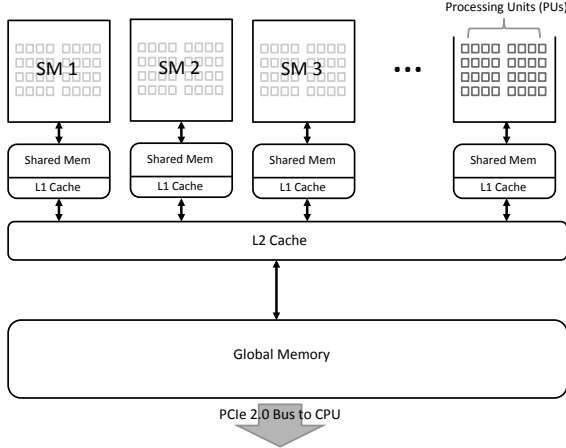 Processing Units (PUs)
SM 1
SM 2
SM 3
...
Shared Mem
L1 Cache
Shared Mem
L1 Cache
Shared Mem
L1 Cache
Shared Mem
L1 Cache
L2 Cache
Global Memory
PCIe 2.0 Bus to CPU